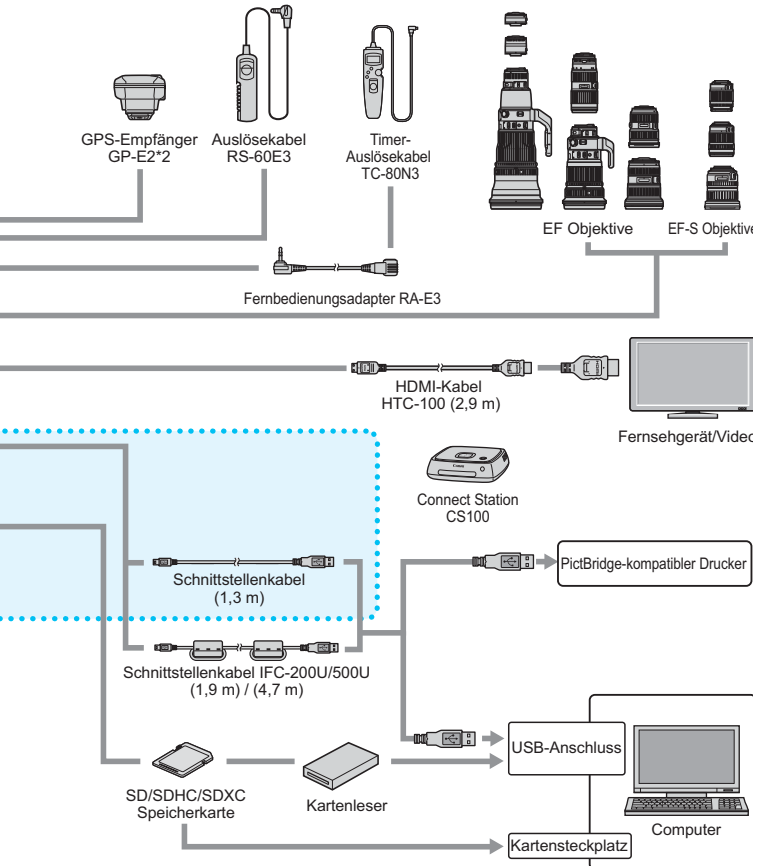 GPS-Empfänger
GP-E2*2
Auslösekabel
RS-60E3
Timer-
Auslösekabel
TC-80N3
EF Objektive
EF-S Objektive
Fernbedienungsadapter RA-E3
HDMI-Kabel
HTC-100 (2,9 m)
Fernsehgerät/Video
Connect Station
CS100
PictBridge-kompatibler Drucker
Schnittstellenkabel
(1,3 m)
Schnittstellenkabel IFC-200U/500U
(1,9 m) / (4,7 m)
USB-Anschluss
SD/SDHC/SDXC
Speicherkarte
Kartenleser
Computer
Kartensteckplatz